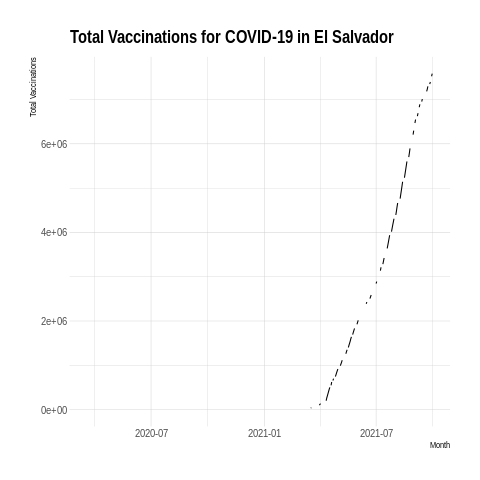 Total Vaccinations for COVID-19 in El Salvador
Total Vaccinations
6e+06
4e+06
2e+06
0e+00
2020-07
2021-01
2021-07
Month